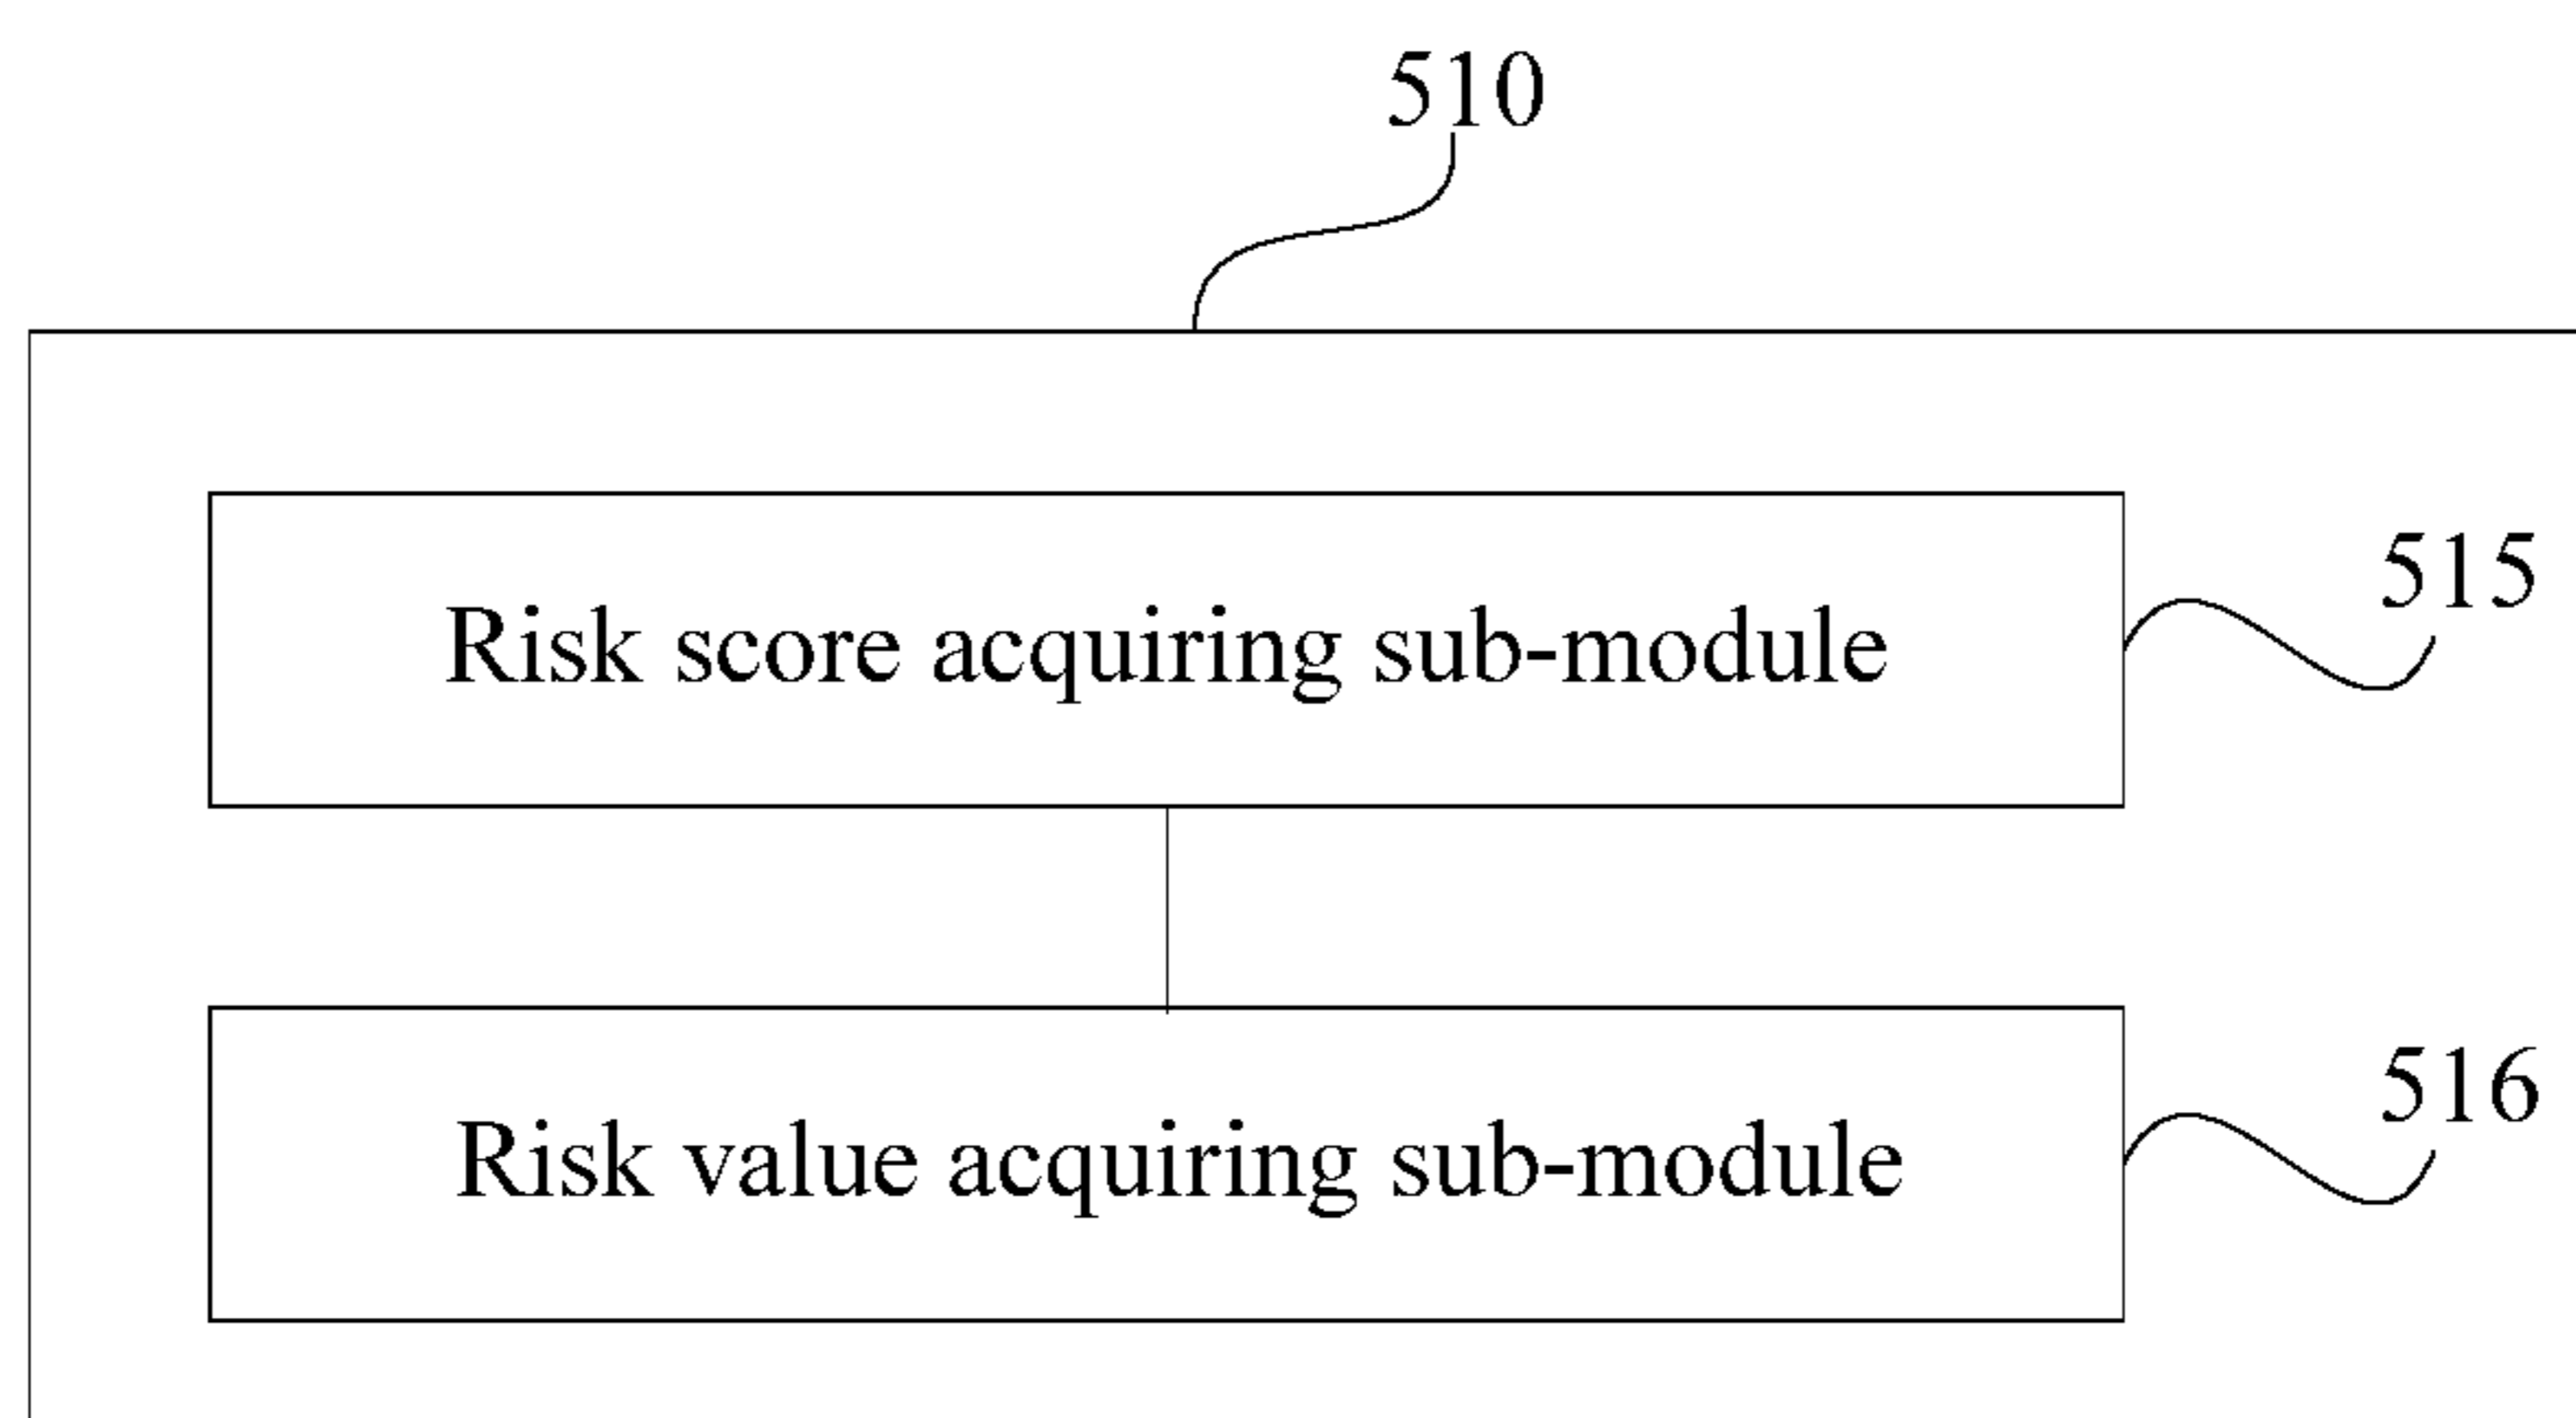 510
Risk score acquiring sub-module
515
Risk value acquiring sub-module
516